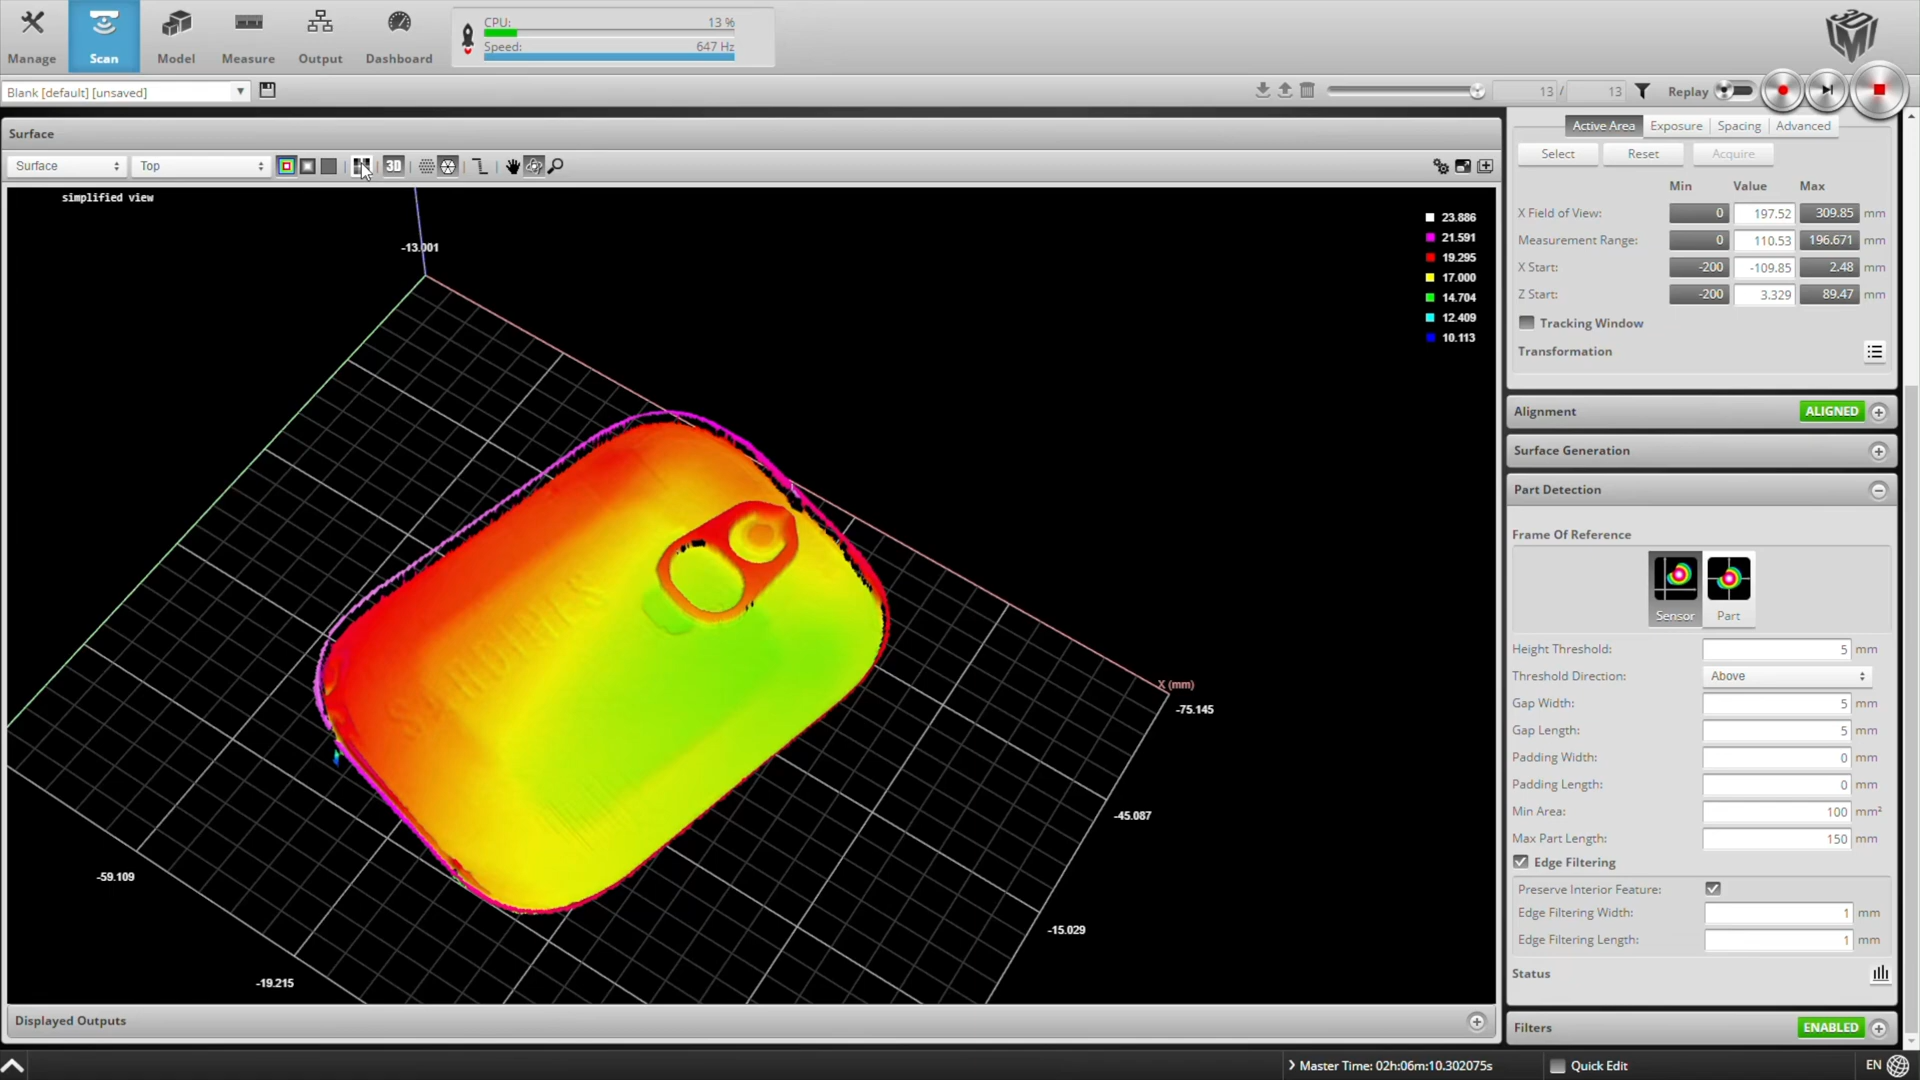 Manage
Scan
Model
Measure
Output
Dashboard
CPU: 13 %
Speed: 647 Hz
Blank [default] [unsaved]
13 / 13
Replay
Surface
Surface
Top
3D
simplified view
-13.001
23.886
21.591
19.295
17.000
14.704
12.409
10.113
SARDINES
X (mm)
-75.145
-45.087
-15.029
-59.109
-19.215
Displayed Outputs
Active Area Exposure Spacing Advanced
Select Reset Acquire
Min Value Max
X Field of View: 0 197.52 309.85 mm
Measurement Range: 0 110.53 196.671 mm
X Start: -200 -109.85 2.48 mm
Z Start: -200 3.329 89.47 mm
Tracking Window
Transformation
Alignment ALIGNED
Surface Generation
Part Detection
Frame Of Reference
Sensor Part
Height Threshold: 5 mm
Threshold Direction: Above
Gap Width: 5 mm
Gap Length: 5 mm
Padding Width: 0 mm
Padding Length: 0 mm
Min Area: 100 mm²
Max Part Length: 150 mm
Edge Filtering
Preserve Interior Feature:
Edge Filtering Width: 1 mm
Edge Filtering Length: 1 mm
Status
Filters ENABLED
Master Time: 02h:06m:10.302075s
Quick Edit
EN